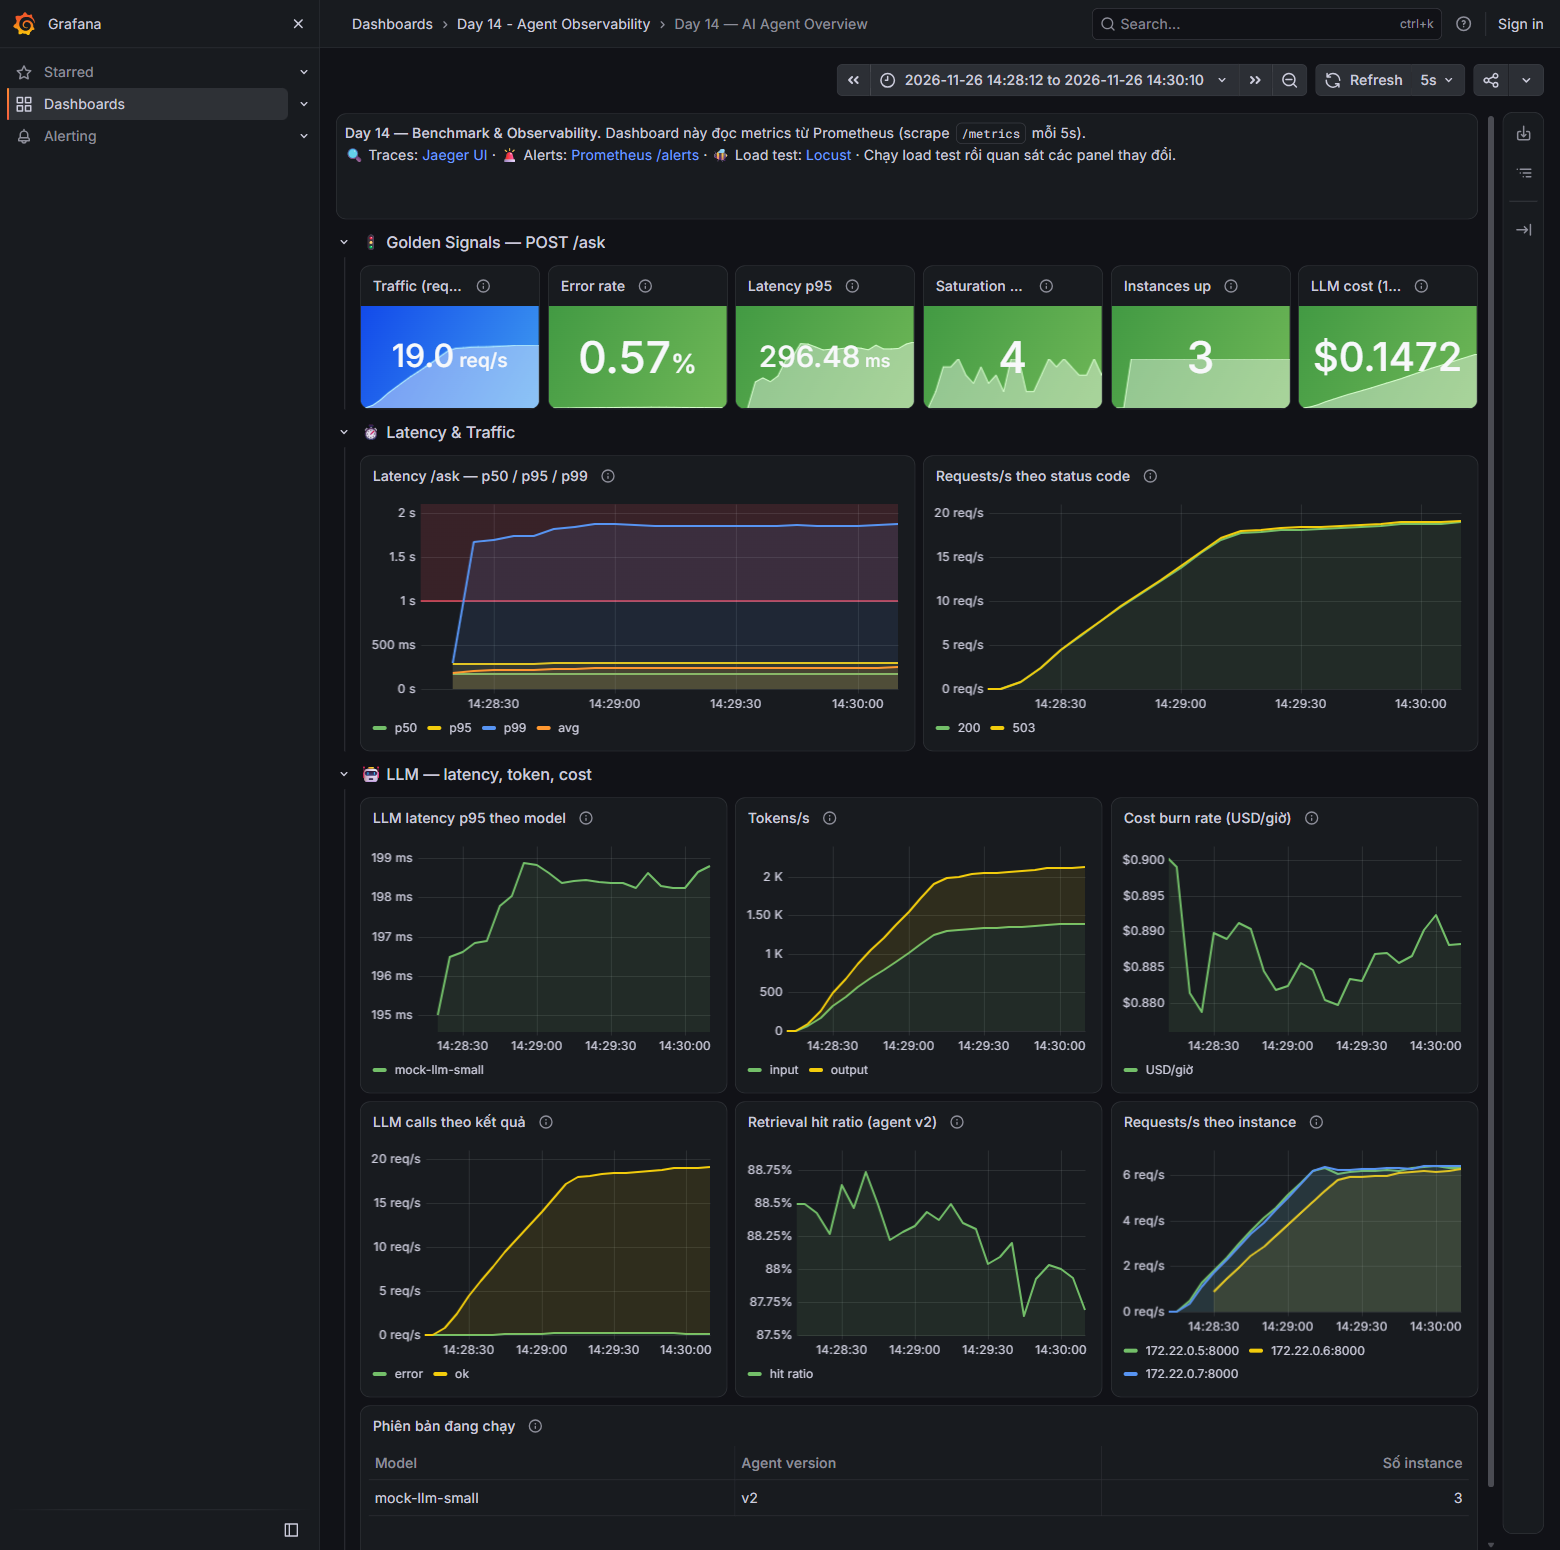 Grafana
Dashboards › Day 14 - Agent Observability › Day 14 — AI Agent Overview
Search...
ctrl+k
Sign in
Starred
Dashboards
Alerting
2026-11-26 14:28:12 to 2026-11-26 14:30:10
Refresh
5s
Day 14 — Benchmark & Observability. Dashboard này đọc metrics từ Prometheus (scrape /metrics mỗi 5s).
Traces: Jaeger UI · Alerts: Prometheus /alerts · Load test: Locust · Chạy load test rồi quan sát các panel thay đổi.
Golden Signals — POST /ask
Traffic (req...
19.0 req/s
Error rate
0.57%
Latency p95
296.48 ms
Saturation ...
4
Instances up
3
LLM cost (1...
$0.1472
Latency & Traffic
Latency /ask — p50 / p95 / p99
2 s
1.5 s
1 s
500 ms
0 s
14:28:30 14:29:00 14:29:30 14:30:00
p50 p95 p99 avg
Requests/s theo status code
20 req/s
15 req/s
10 req/s
5 req/s
0 req/s
14:28:30 14:29:00 14:29:30 14:30:00
200 503
LLM — latency, token, cost
LLM latency p95 theo model
199 ms
198 ms
197 ms
196 ms
195 ms
14:28:30 14:29:00 14:29:30 14:30:00
mock-llm-small
Tokens/s
2 K
1.50 K
1 K
500
0
14:28:30 14:29:00 14:29:30 14:30:00
input output
Cost burn rate (USD/giờ)
$0.900
$0.895
$0.890
$0.885
$0.880
14:28:30 14:29:00 14:29:30 14:30:00
USD/giờ
LLM calls theo kết quả
20 req/s
15 req/s
10 req/s
5 req/s
0 req/s
14:28:30 14:29:00 14:29:30 14:30:00
error ok
Retrieval hit ratio (agent v2)
88.75%
88.5%
88.25%
88%
87.75%
87.5%
14:28:30 14:29:00 14:29:30 14:30:00
hit ratio
Requests/s theo instance
6 req/s
4 req/s
2 req/s
0 req/s
14:28:30 14:29:00 14:29:30 14:30:00
172.22.0.5:8000 172.22.0.6:8000
172.22.0.7:8000
Phiên bản đang chạy
Model Agent version Số instance
mock-llm-small v2 3